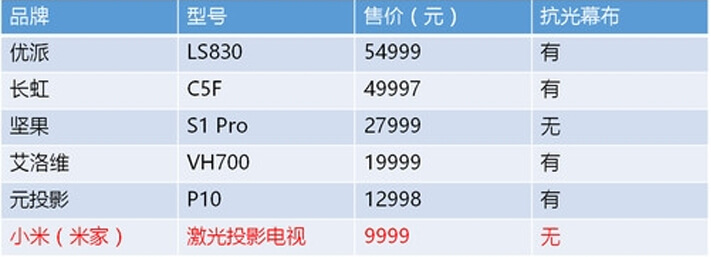 品牌 型号 售价（元） 抗光幕布
优派 LS830 54999 有
长虹 C5F 49997 有
坚果 S1 Pro 27999 无
艾洛维 VH700 19999 有
元投影 P10 12998 有
小米（米家） 激光投影电视 9999 无